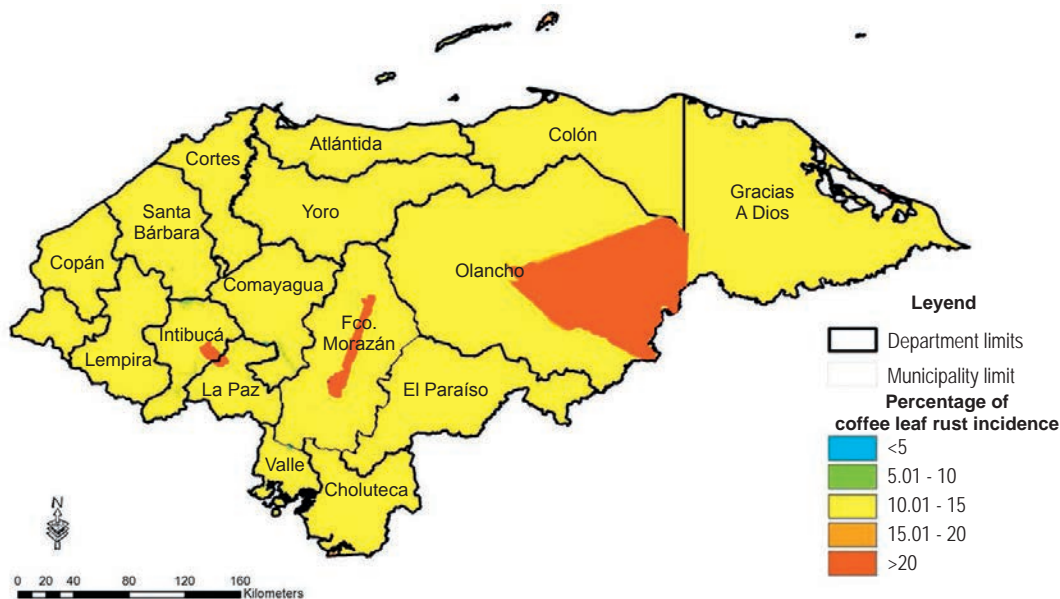 Atlántida
Colón
Cortes
Gracias
A Dios
Santa
Bárbara
Yoro
Copán
Olancho
Comayagua
Fco.
Morazán
Intibucá
Lempira
La Paz
El Paraíso
Valle
Choluteca
N
0 20 40 80 120 160
Kilometers
Leyend
Department limits
Municipality limit
Percentage of
coffee leaf rust incidence
<5
5.01 - 10
10.01 - 15
15.01 - 20
>20